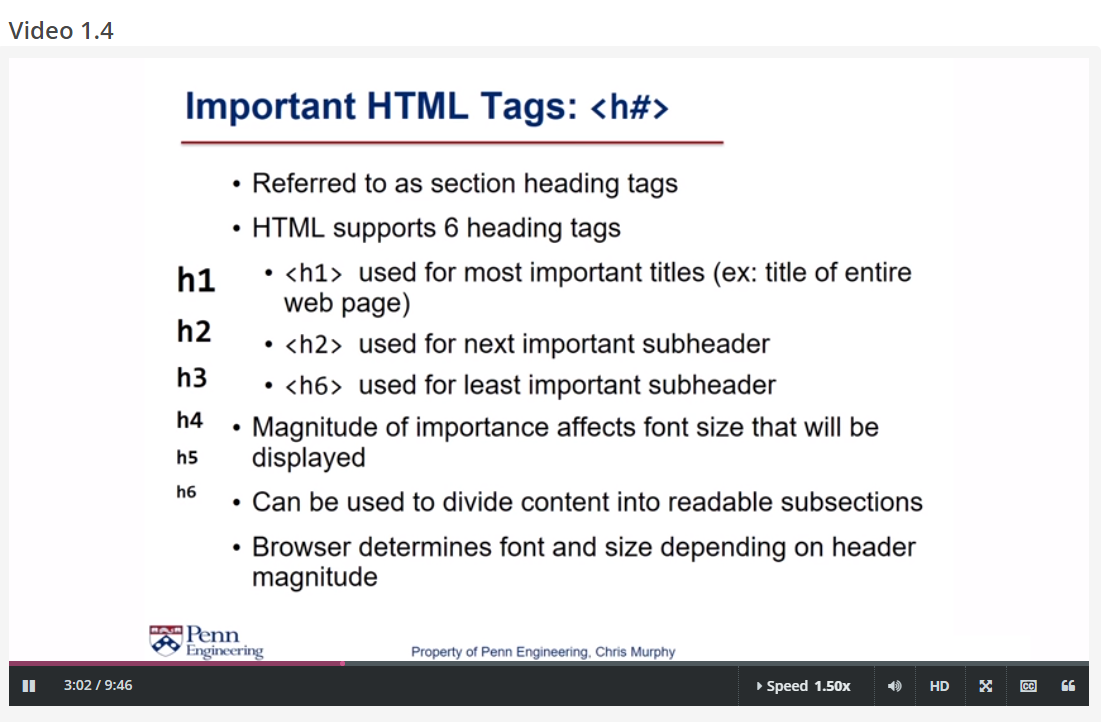 Video 1.4
Important HTML Tags: <h#>
• Referred to as section heading tags
• HTML supports 6 heading tags
h1
• <h1> used for most important titles (ex: title of entire
web page)
h2
• <h2> used for next important subheader
h3
• <h6> used for least important subheader
h4
• Magnitude of importance affects font size that will be
h5
displayed
h6
• Can be used to divide content into readable subsections
• Browser determines font and size depending on header
magnitude
Penn
Engineering
Property of Penn Engineering, Chris Murphy
3:02 / 9:46
Speed 1.50x
HD
CC